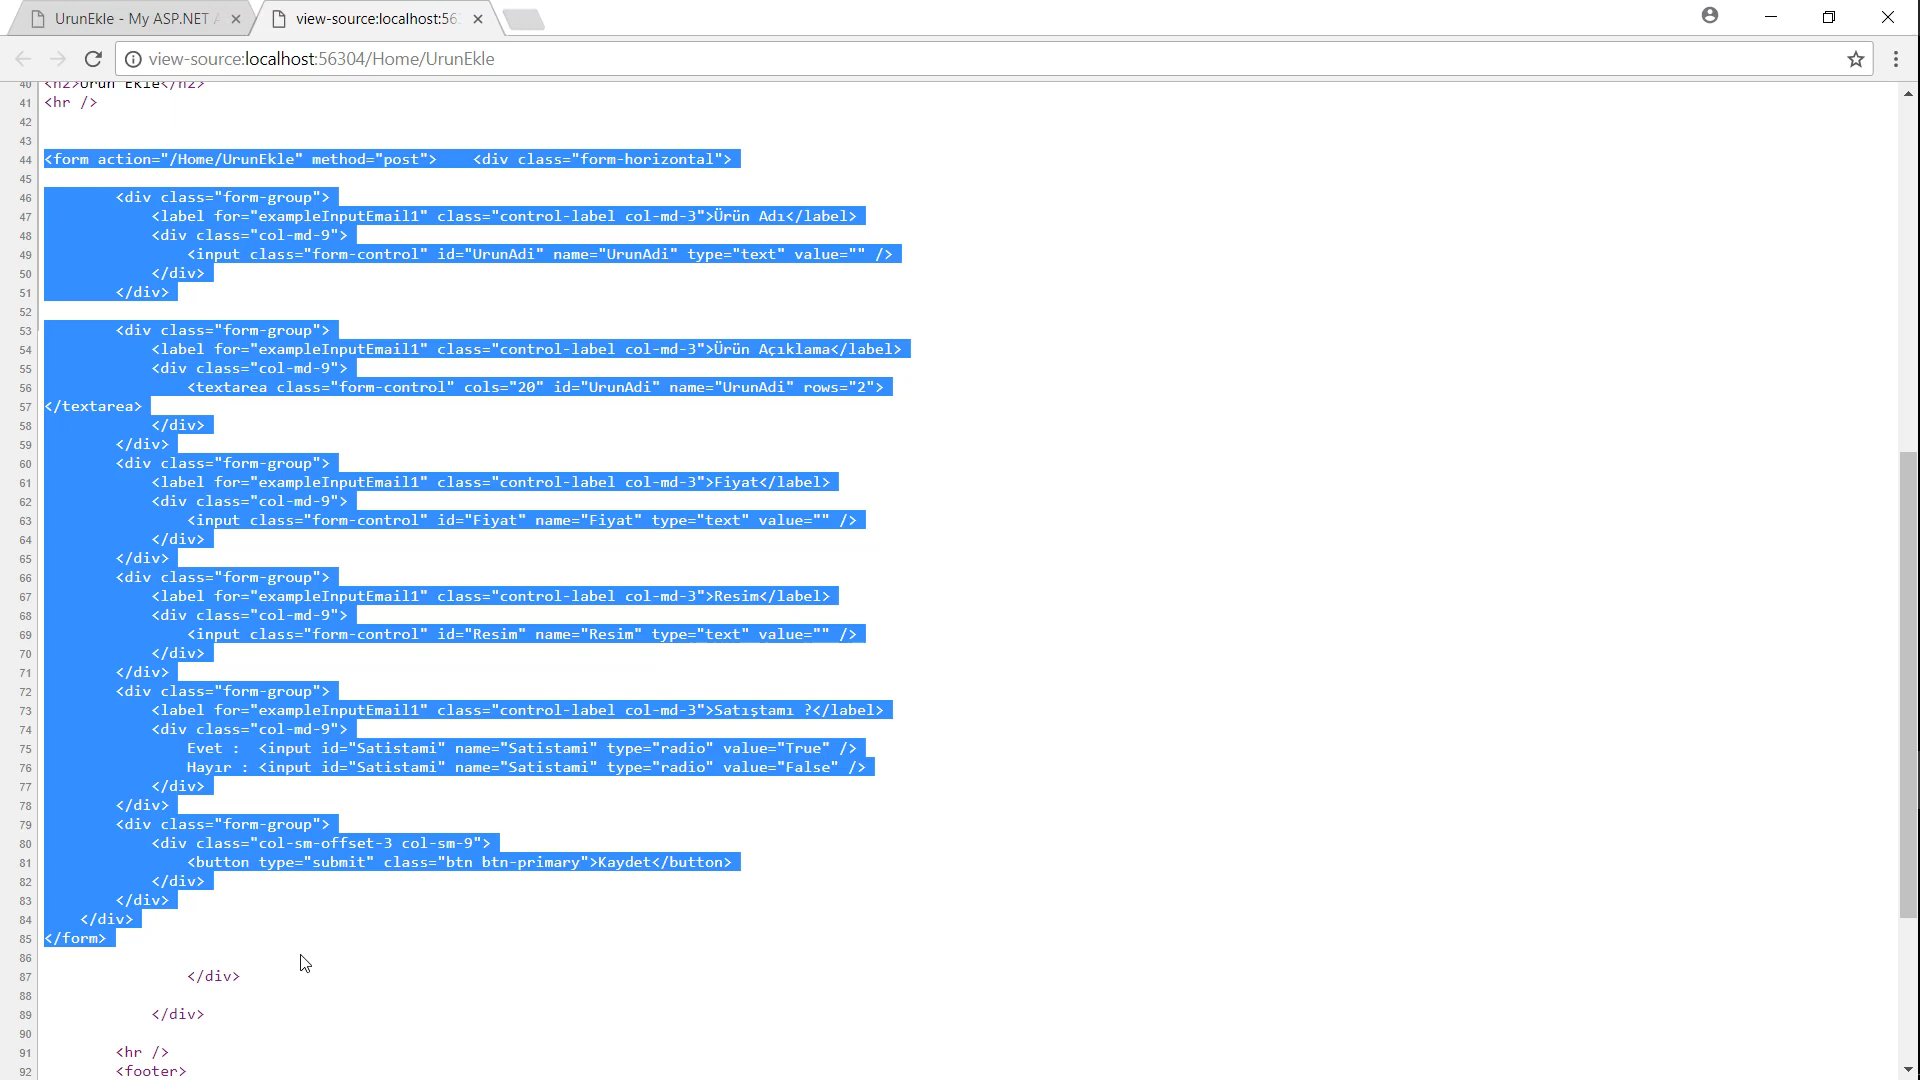 UrunEkle - My ASP.NET A
view-source:localhost:563
view-source:localhost:56304/Home/UrunEkle
40 <h2>Ürün Ekle</h2>
41 <hr />
42
43
44 <form action="/Home/UrunEkle" method="post"> <div class="form-horizontal">
45
46 <div class="form-group">
47 <label for="exampleInputEmail1" class="control-label col-md-3">Ürün Adı</label>
48 <div class="col-md-9">
49 <input class="form-control" id="UrunAdi" name="UrunAdi" type="text" value="" />
50 </div>
51 </div>
52
53 <div class="form-group">
54 <label for="exampleInputEmail1" class="control-label col-md-3">Ürün Açıklama</label>
55 <div class="col-md-9">
56 <textarea class="form-control" cols="20" id="UrunAdi" name="UrunAdi" rows="2">
57 </textarea>
58 </div>
59 </div>
60 <div class="form-group">
61 <label for="exampleInputEmail1" class="control-label col-md-3">Fiyat</label>
62 <div class="col-md-9">
63 <input class="form-control" id="Fiyat" name="Fiyat" type="text" value="" />
64 </div>
65 </div>
66 <div class="form-group">
67 <label for="exampleInputEmail1" class="control-label col-md-3">Resim</label>
68 <div class="col-md-9">
69 <input class="form-control" id="Resim" name="Resim" type="text" value="" />
70 </div>
71 </div>
72 <div class="form-group">
73 <label for="exampleInputEmail1" class="control-label col-md-3">Satıştamı ?</label>
74 <div class="col-md-9">
75 Evet : <input id="Satistami" name="Satistami" type="radio" value="True" />
76 Hayır : <input id="Satistami" name="Satistami" type="radio" value="False" />
77 </div>
78 </div>
79 <div class="form-group">
80 <div class="col-sm-offset-3 col-sm-9">
81 <button type="submit" class="btn btn-primary">Kaydet</button>
82 </div>
83 </div>
84 </div>
85 </form>
86
87 </div>
88
89 </div>
90
91 <hr />
92 <footer>